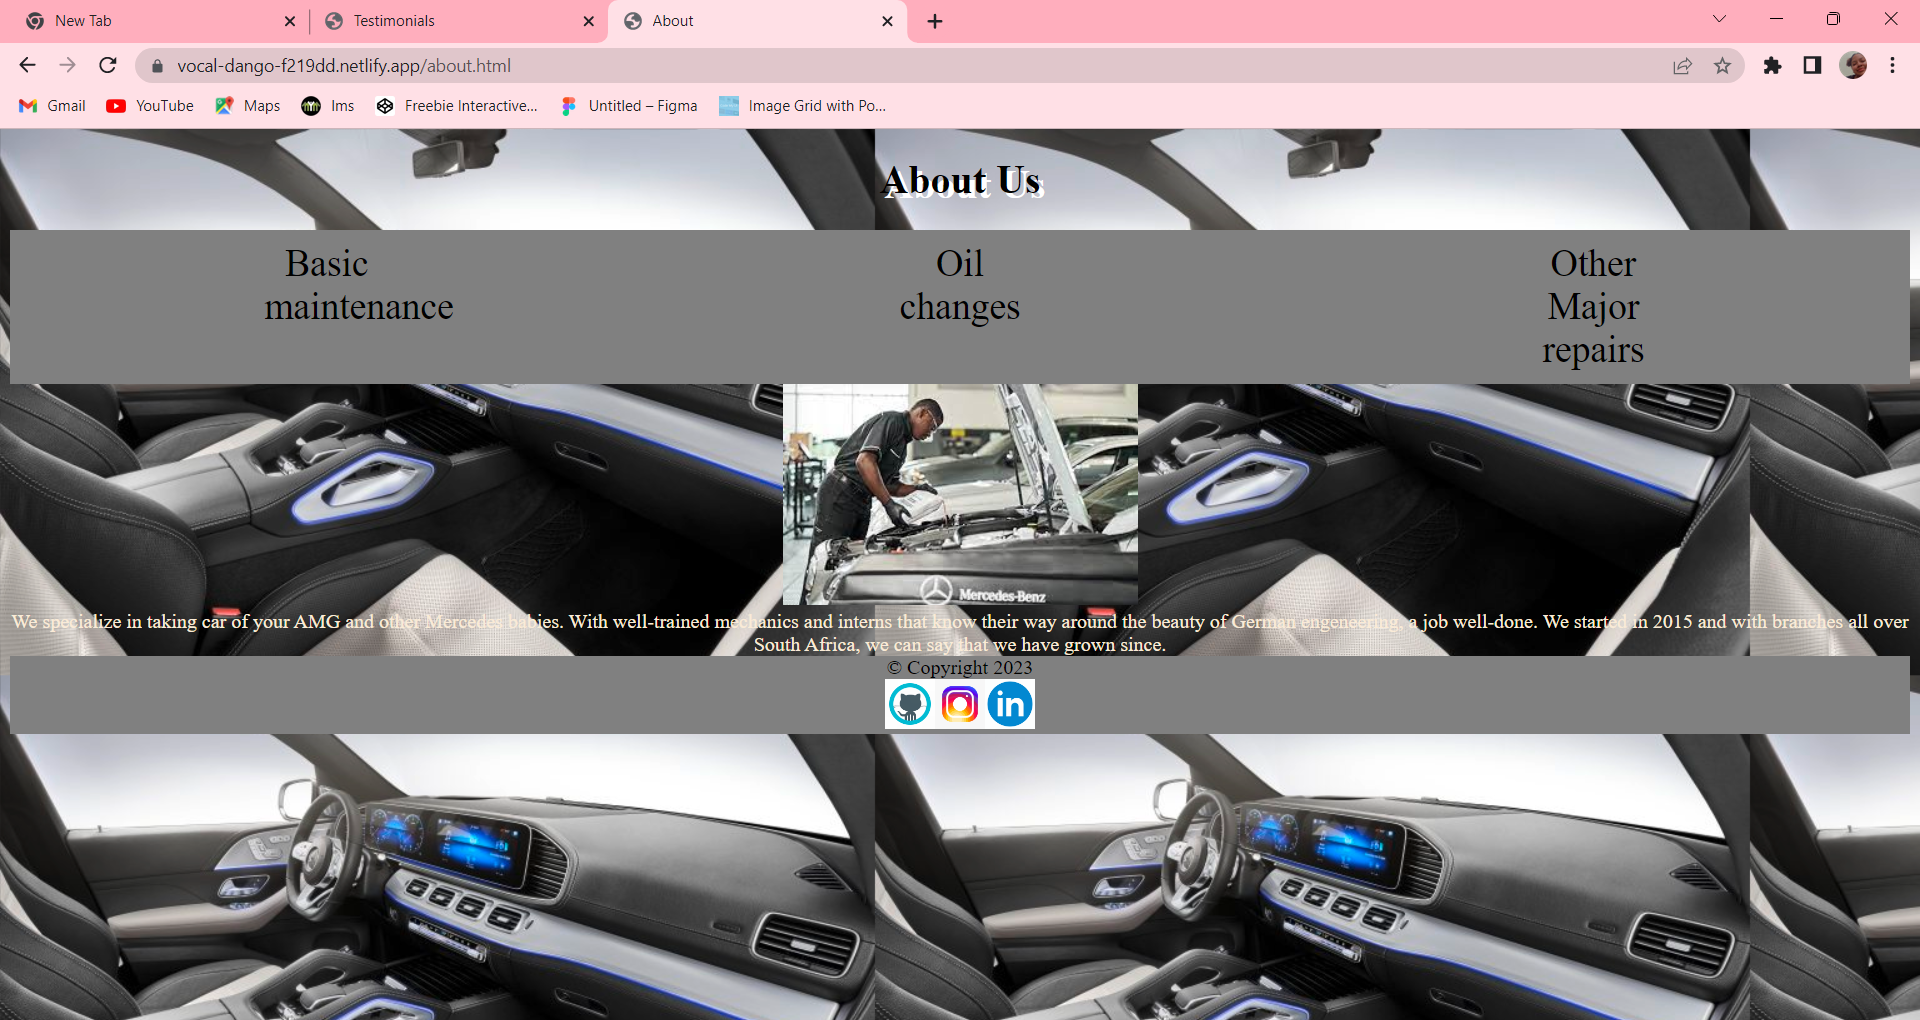 New Tab
Testimonials
About
vocal-dango-f219dd.netlify.app/about.html
Gmail
YouTube
Maps
lms
Freebie Interactive...
Untitled – Figma
Image Grid with Po...
About Us
Basic
maintenance
Oil
changes
Other
Major
repairs
Mercedes-Benz
We specialize in taking car of your AMG and other Mercedes babies. With well-trained mechanics and interns that know their way around the beauty of German engeneering, a job well-done. We started in 2015 and with branches all over
South Africa, we can say that we have grown since.
© Copyright 2023
in